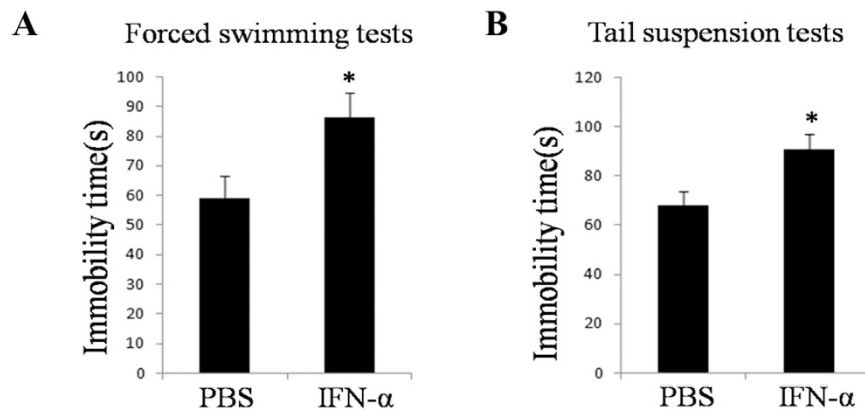 A
Forced swimming tests
Immobility time(s)
100
90
80
70
60
50
40
30
20
10
0
*
PBS
IFN-α
B
Tail suspension tests
Immobility time(s)
120
100
80
60
40
20
0
*
PBS
IFN-α